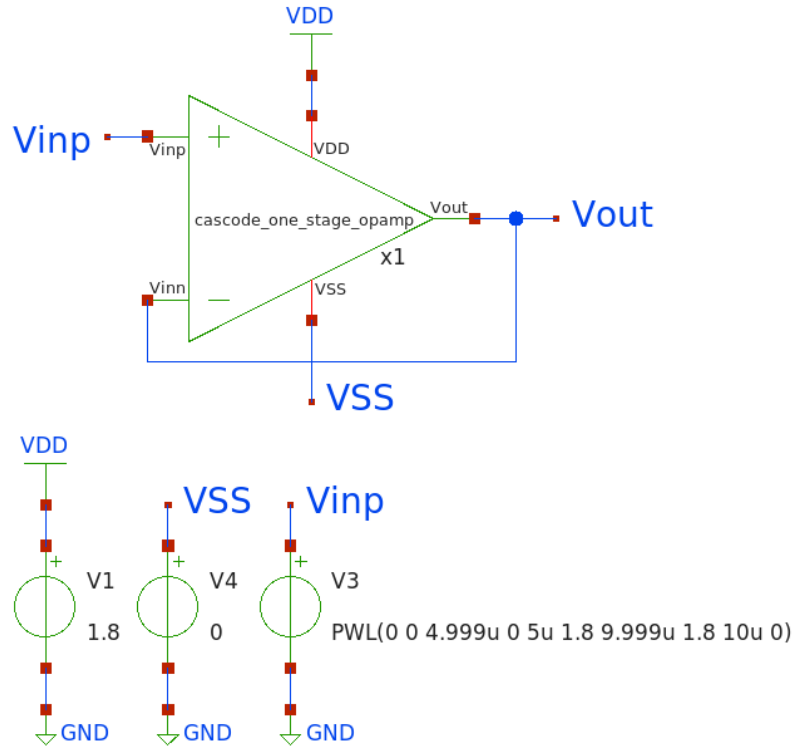 VDD
Vinp
Vinp
+
VDD
cascode_one_stage_opamp
Vout
Vout
x1
Vinn
−
VSS
VSS
VDD
+
V1
1.8
GND
VSS
+
V4
0
GND
Vinp
+
V3
PWL(0 0 4.999u 0 5u 1.8 9.999u 1.8 10u 0)
GND